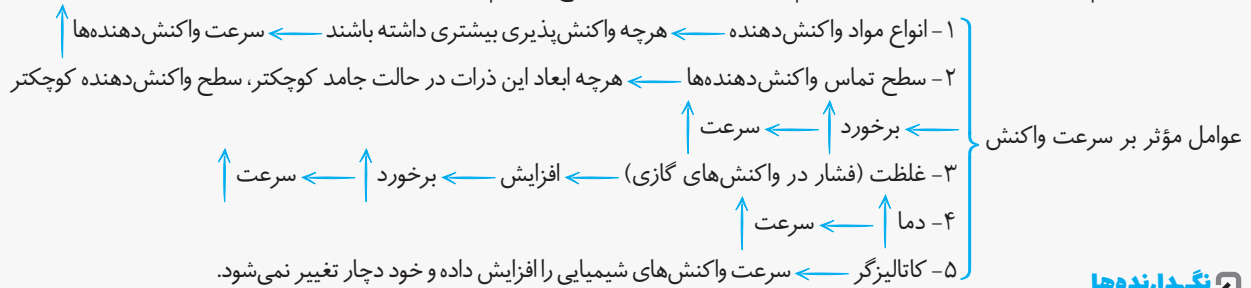 عوامل مؤثر بر سرعت واکنش
۱- انواع مواد واکنش‌دهنده ← هرچه واکنش‌پذیری بیشتری داشته باشند ← سرعت واکنش‌دهنده‌ها ↑
۲- سطح تماس واکنش‌دهنده‌ها ← هرچه ابعاد این ذرات در حالت جامد کوچکتر، سطح واکنش‌دهنده کوچکتر
← برخورد ↑ ← سرعت ↑
۳- غلظت (فشار در واکنش‌های گازی) ← افزایش ← برخورد ↑ ← سرعت ↑
۴- دما ↑ ← سرعت ↑
۵- کاتالیزگر ← سرعت واکنش‌های شیمیایی را افزایش داده و خود دچار تغییر نمی‌شود.
نگهدارنده‌ها